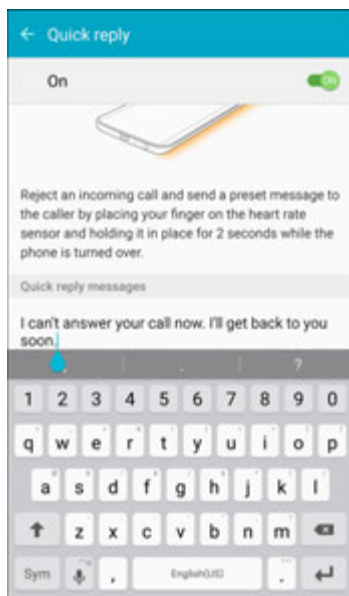 Quick reply
On
ON
Reject an incoming call and send a preset message to
the caller by placing your finger on the heart rate
sensor and holding it in place for 2 seconds while the
phone is turned over.
Quick reply messages
I can't answer your call now. I'll get back to you
soon.
, . ?
1 2 3 4 5 6 7 8 9 0
q w e r t y u i o p
a s d f g h j k l
z x c v b n m
Sym , English(US) .